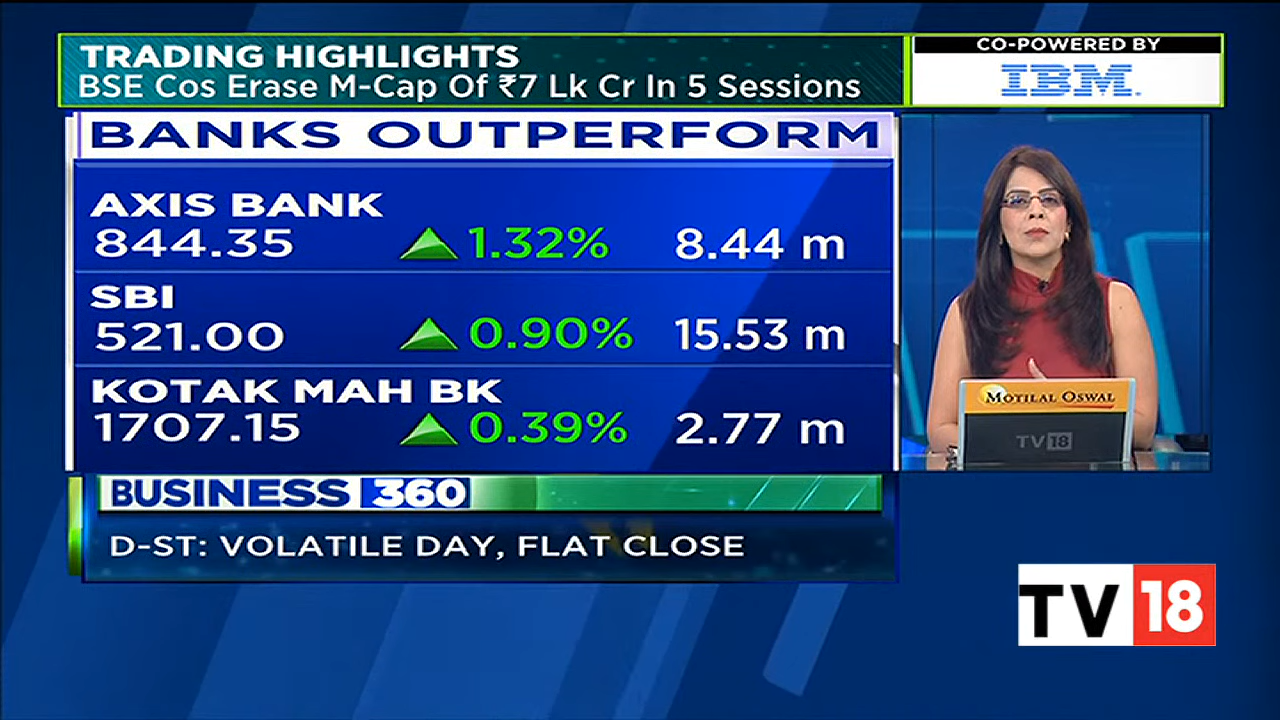 TRADING HIGHLIGHTS
BSE Cos Erase M-Cap Of ₹7 Lk Cr In 5 Sessions
CO-POWERED BY
IBM
BANKS OUTPERFORM
AXIS BANK
844.35 1.32% 8.44 m
SBI
521.00 0.90% 15.53 m
KOTAK MAH BK
1707.15 0.39% 2.77 m
MOTILAL OSWAL
TV18
BUSINESS 360
D-ST: VOLATILE DAY, FLAT CLOSE
TV18